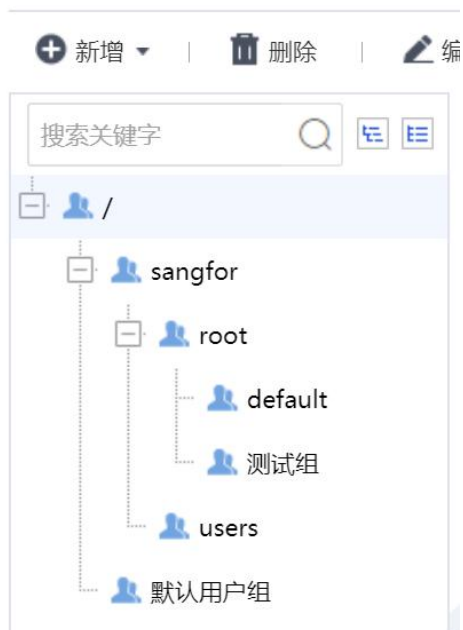 新增 删除 编
搜索关键字
/
sangfor
root
default
测试组
users
默认用户组